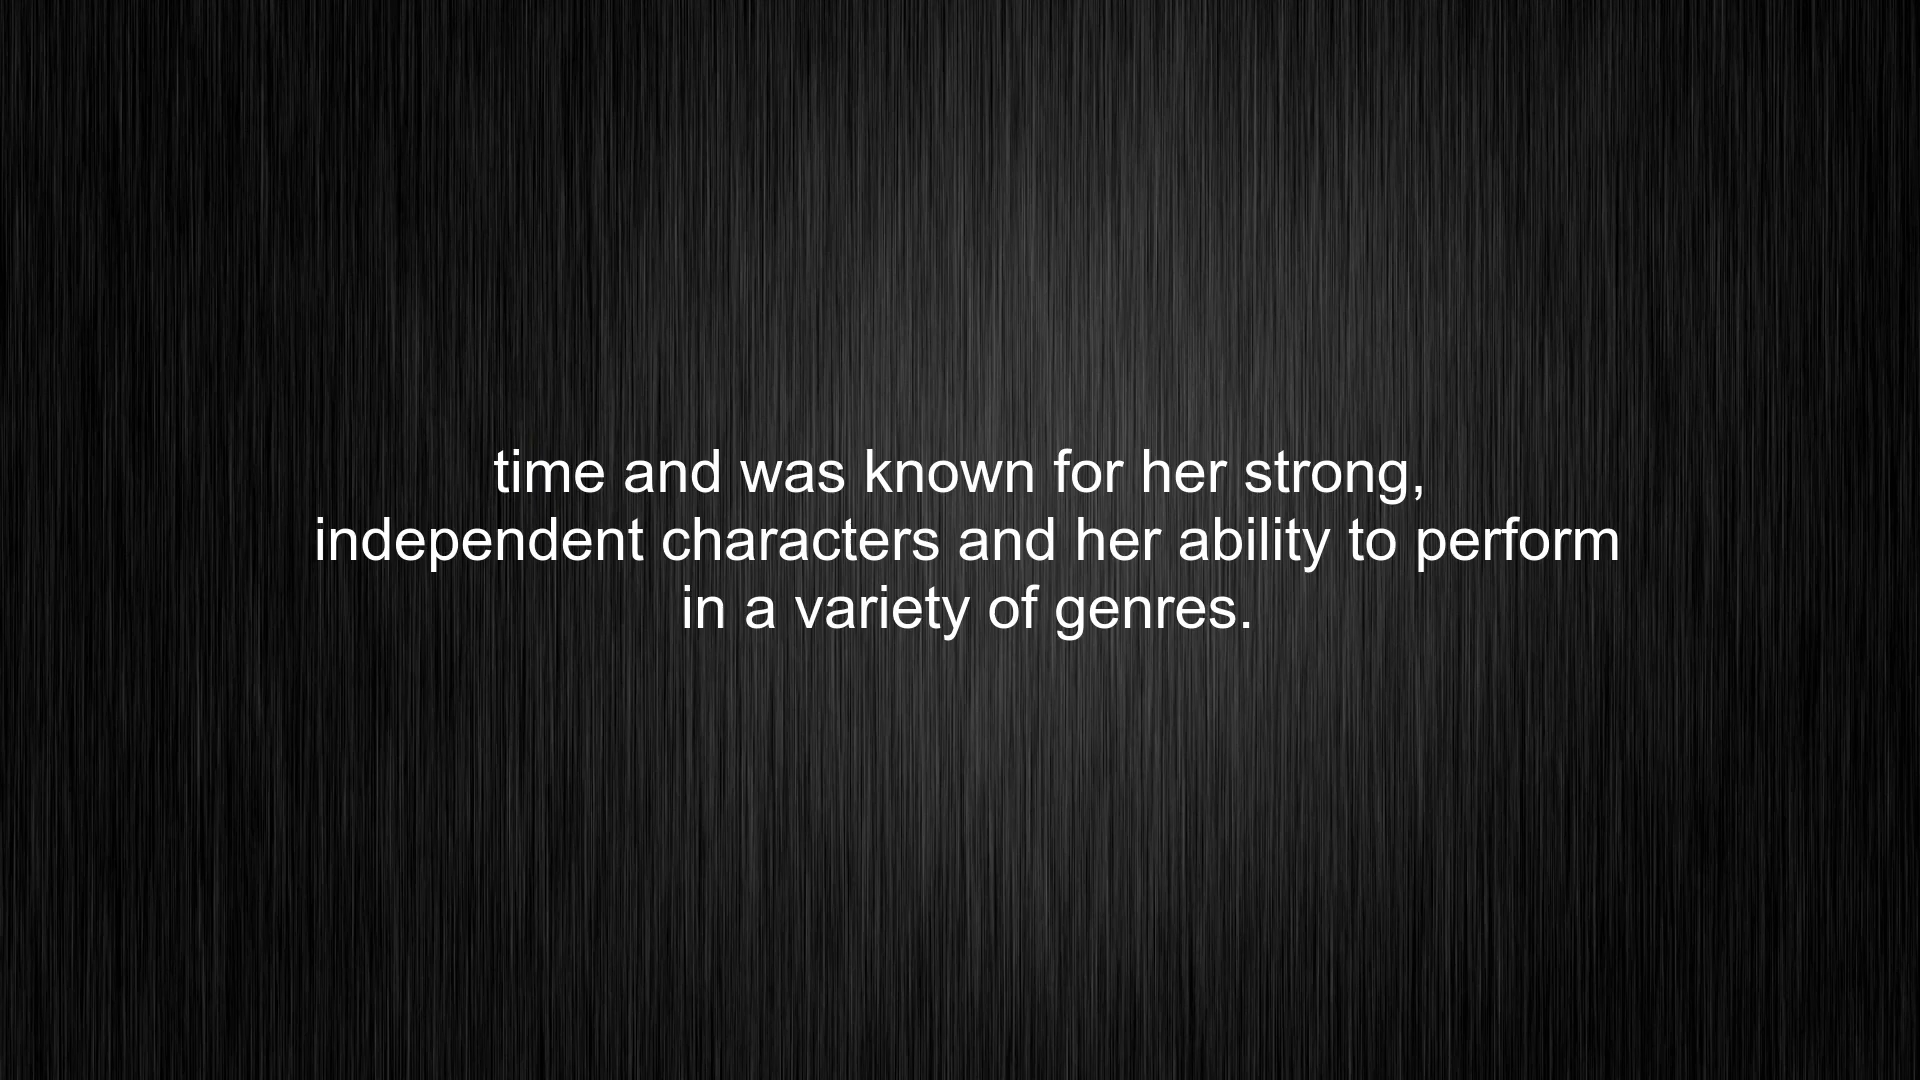 time and was known for her strong,
independent characters and her ability to perform
in a variety of genres.